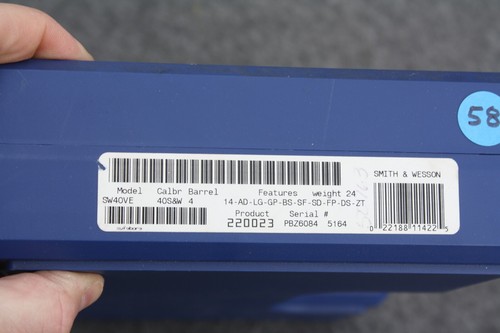 58
SMITH & WESSON
Model Calbr Barrel Features weight 24
SW40VE 40S&W 4 14-AD-LG-GP-BS-SF-SD-FP-DS-ZT
Product Serial #
220023 PBZ6084 5164
0 22188 11422 5